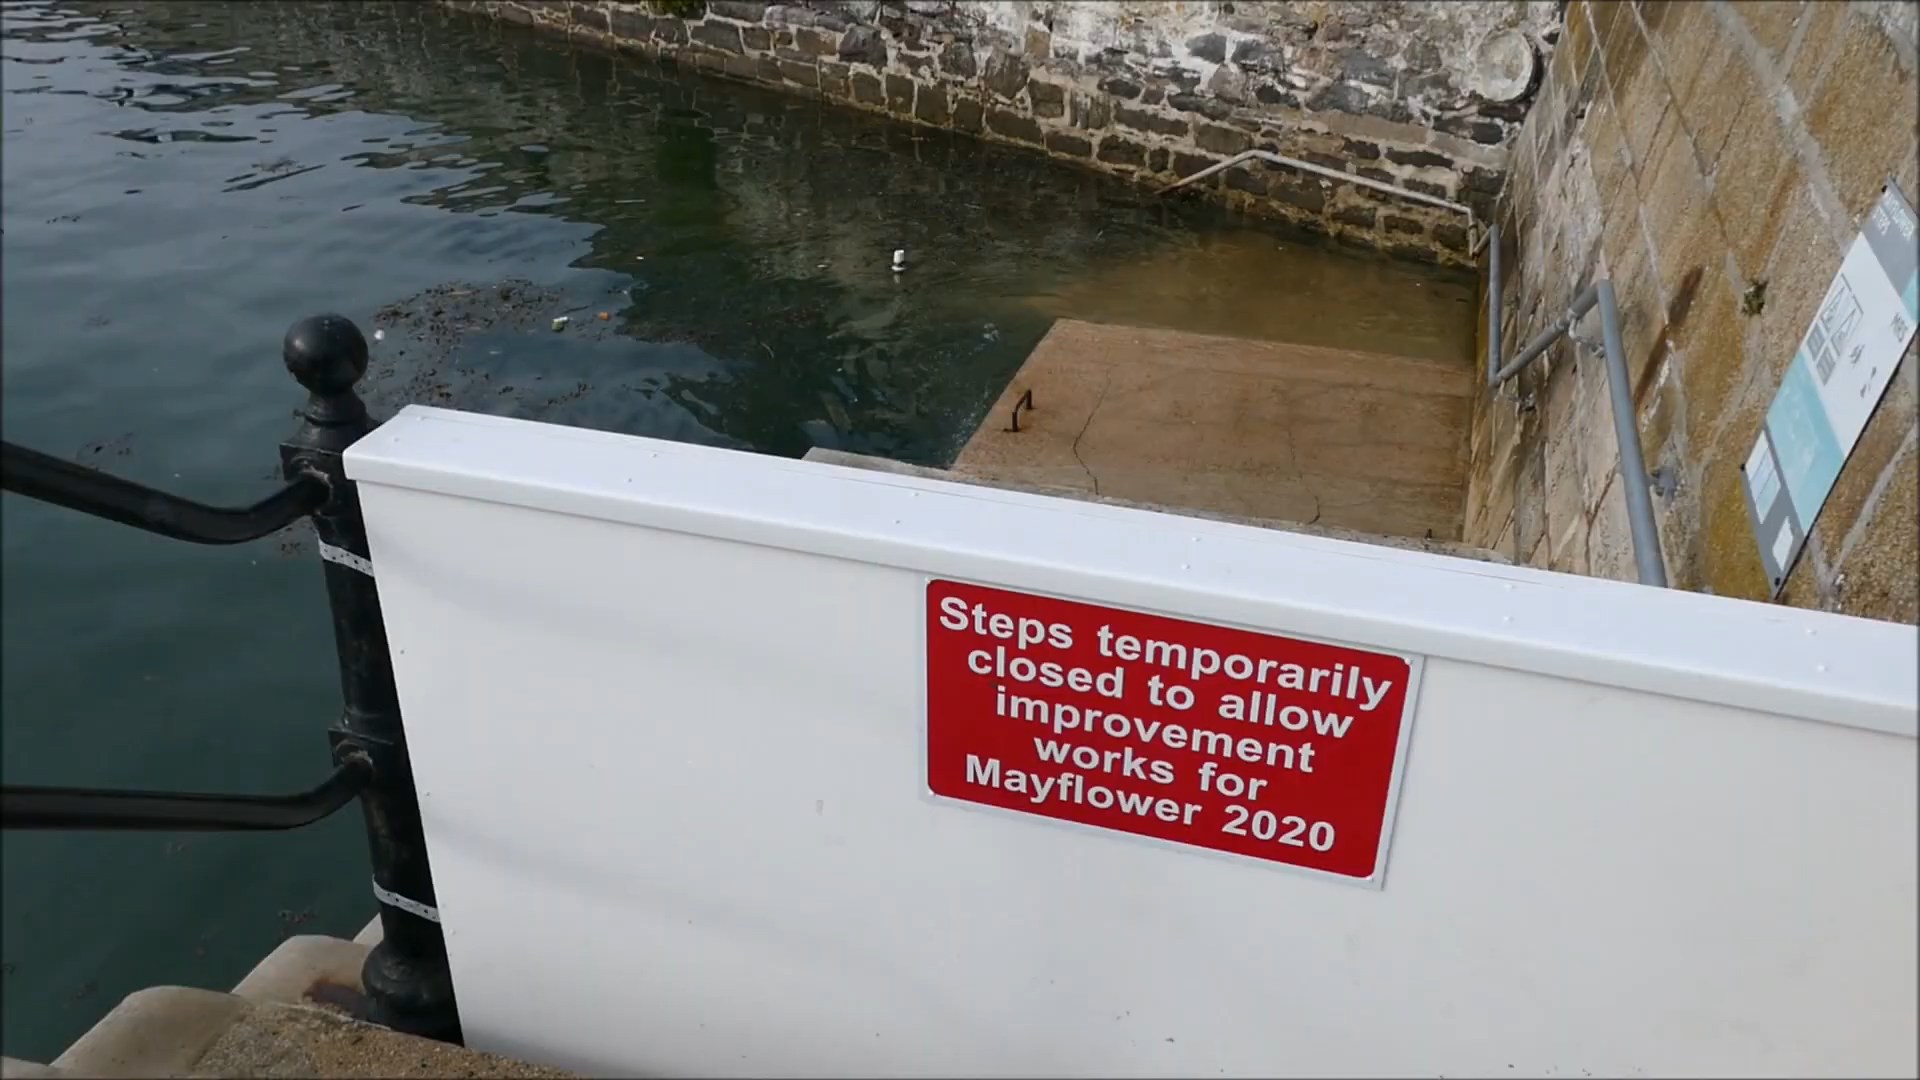 Steps temporarily
closed to allow
improvement
works for
Mayflower 2020